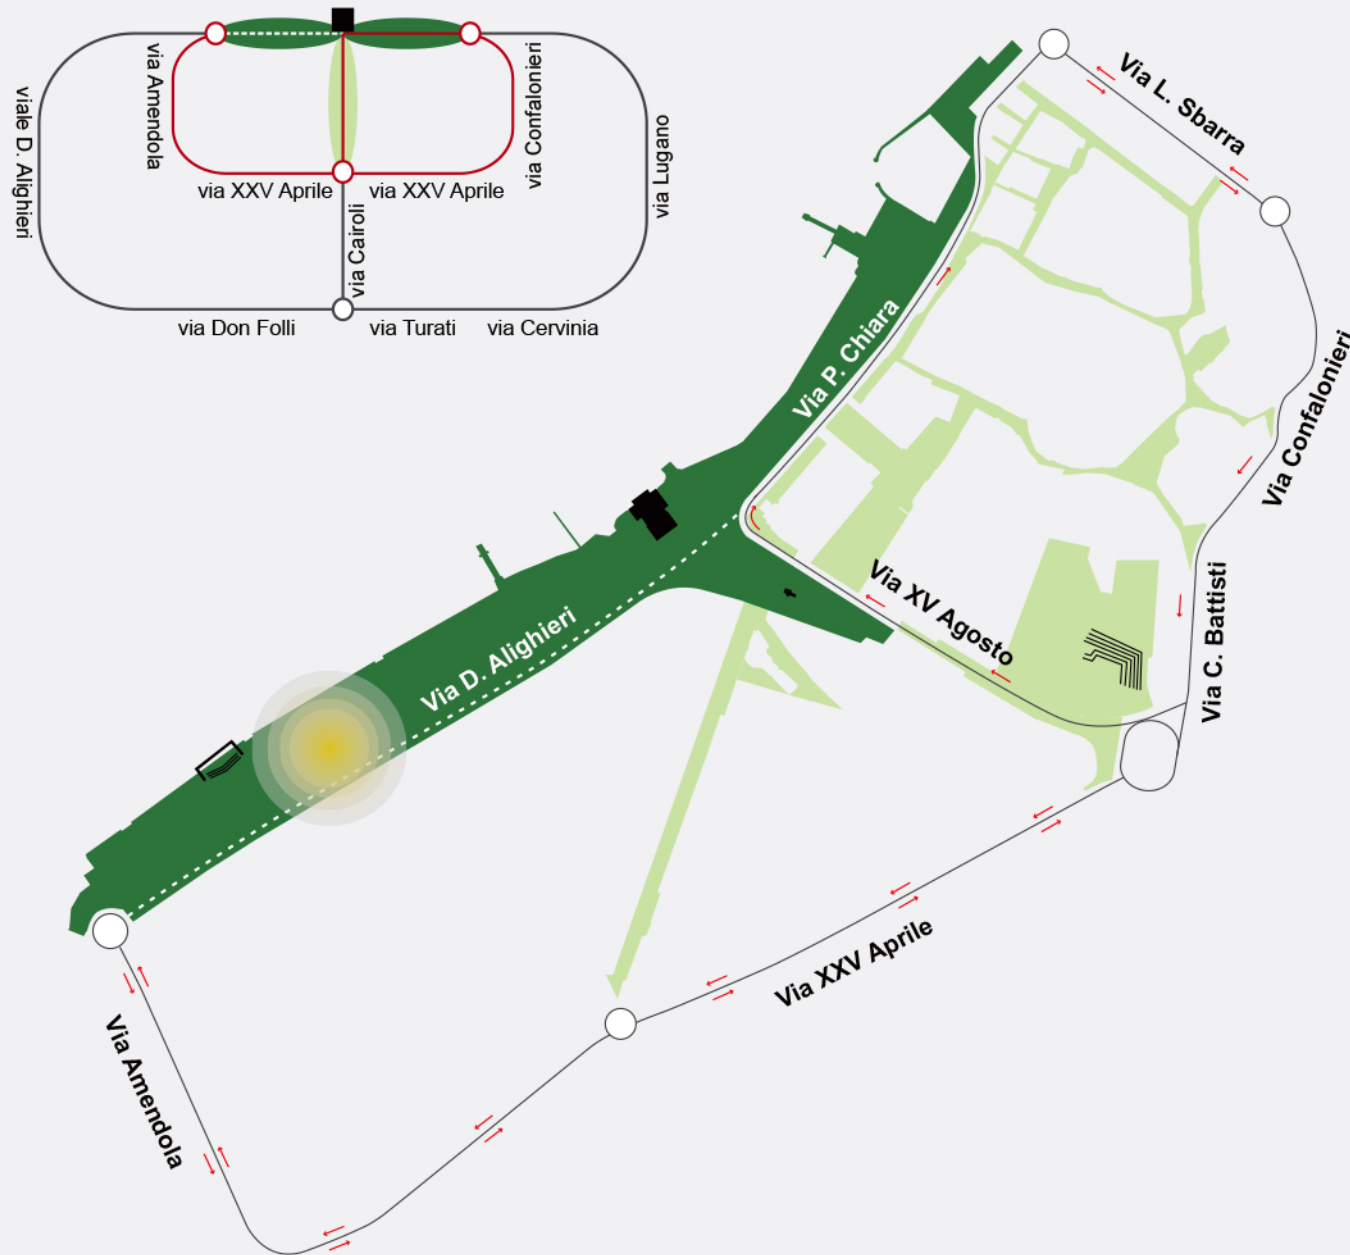 via Amendola
via Confalonieri
viale D. Alighieri
via Lugano
via XXV Aprile
via XXV Aprile
via Cairoli
via Don Folli
via Turati
via Cervinia
Via L. Sbarra
Via P. Chiara
Via Confalonieri
Via XV Agosto
Via C. Battisti
Via D. Alighieri
Via XXV Aprile
Via Amendola